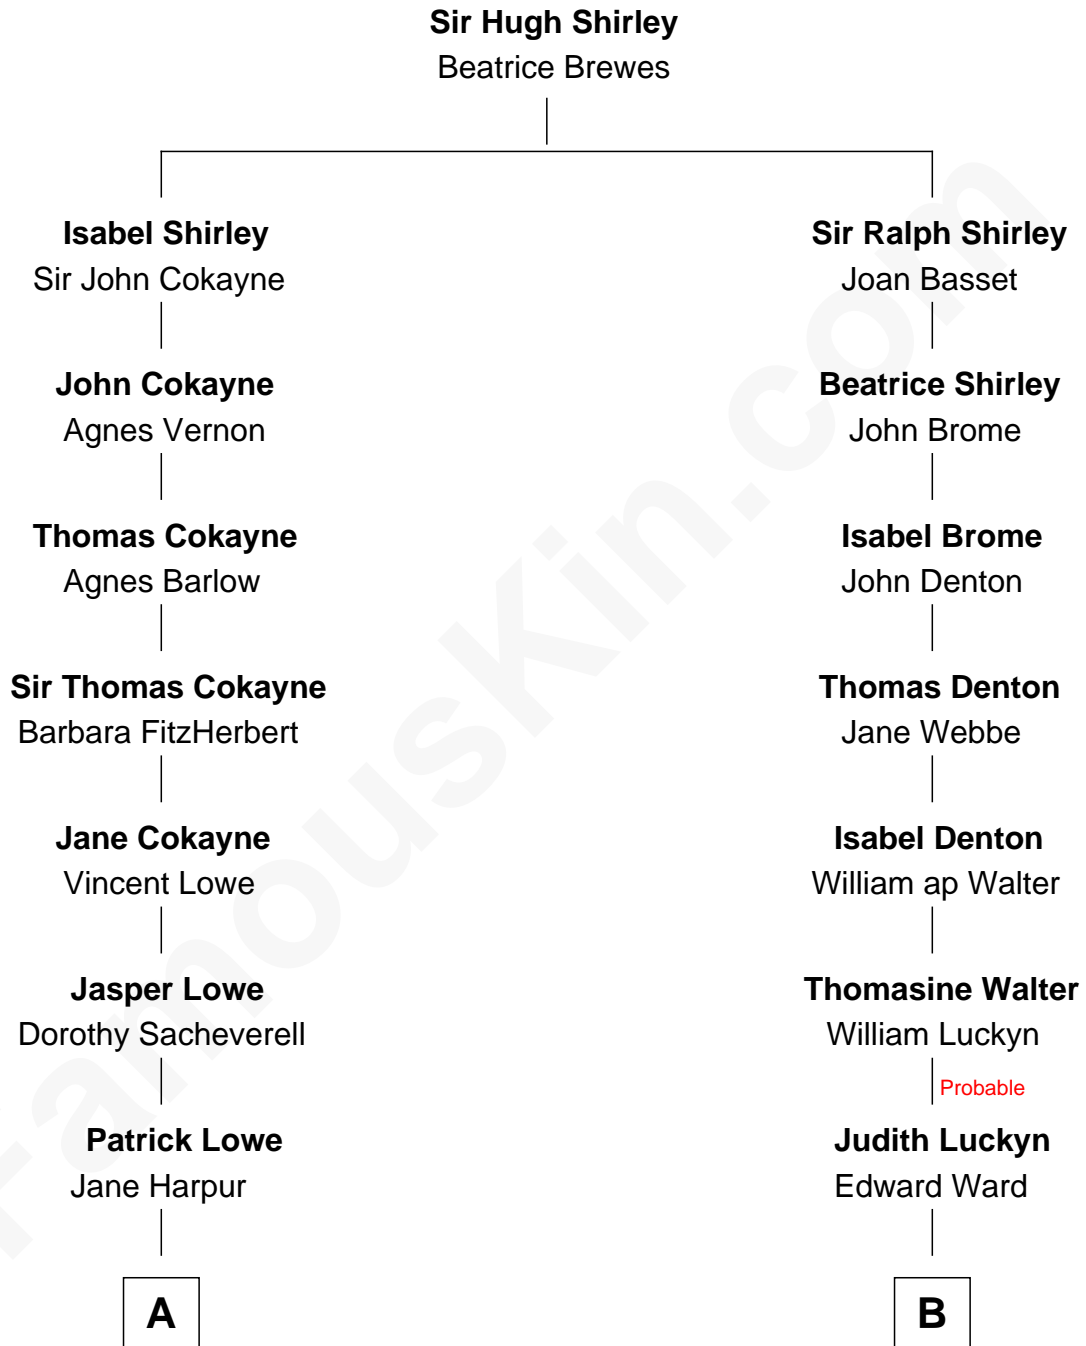 Sir Hugh Shirley
Beatrice Brewes
Isabel Shirley
Sir John Cokayne
Sir Ralph Shirley
Joan Basset
John Cokayne
Agnes Vernon
Beatrice Shirley
John Brome
Thomas Cokayne
Agnes Barlow
Isabel Brome
John Denton
Sir Thomas Cokayne
Barbara FitzHerbert
Thomas Denton
Jane Webbe
Jane Cokayne
Vincent Lowe
Isabel Denton
William ap Walter
Jasper Lowe
Dorothy Sacheverell
Thomasine Walter
William Luckyn
Probable
Patrick Lowe
Jane Harpur
Judith Luckyn
Edward Ward
A
B
FamousKin.com